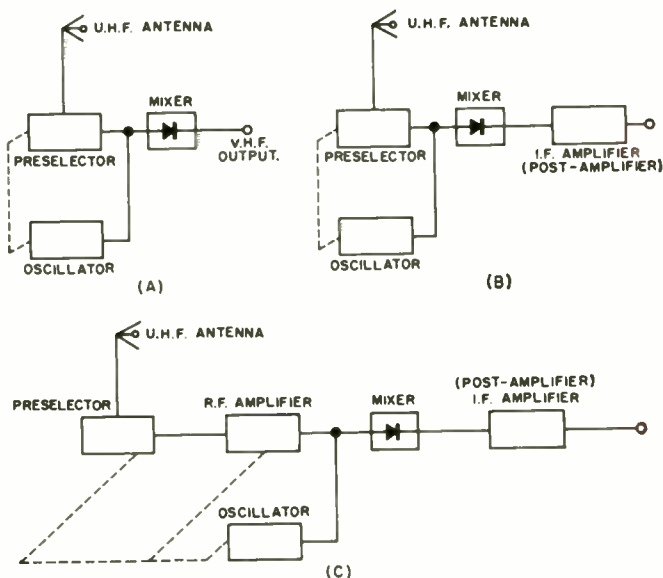 U.H.F. ANTENNA
MIXER
PRESELECTOR
V.H.F.
OUTPUT.
OSCILLATOR
(A)
U.H.F. ANTENNA
MIXER
PRESELECTOR
I.F. AMPLIFIER
(POST-AMPLIFIER)
OSCILLATOR
(B)
U.H.F. ANTENNA
PRESELECTOR
R.F. AMPLIFIER
MIXER
(POST-AMPLIFIER)
I.F. AMPLIFIER
OSCILLATOR
(C)